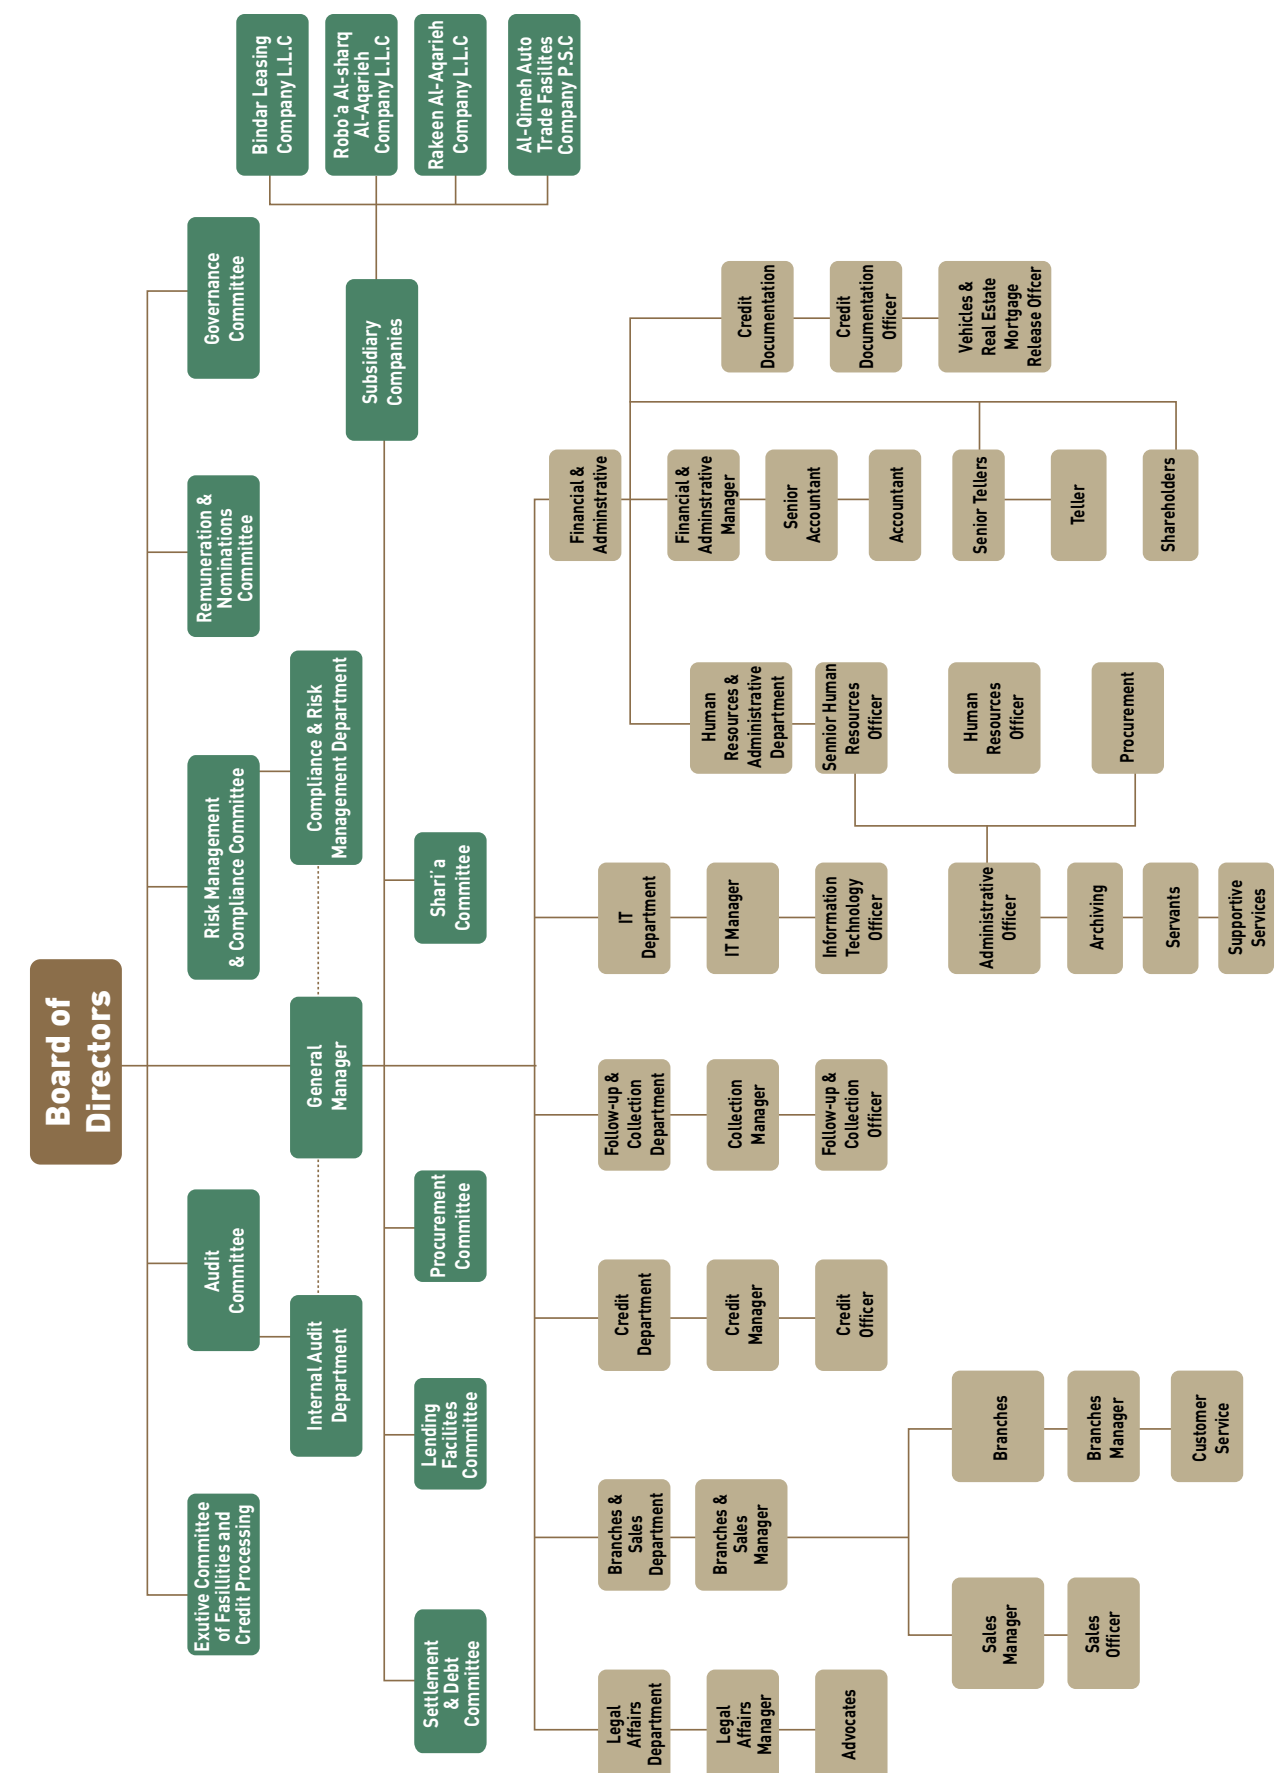 Board of
Directors
Exutive Committee
of Fasillities and
Credit Processing
Audit
Committee
Risk Management
& Compliance Committee
Remuneration &
Nominations
Committee
Governance
Committee
Internal Audit
Department
General
Manager
Compliance & Risk
Management Department
Subsidiary
Companies
Bindar Leasing
Company L.L.C
Robo'a Al-sharq
Al-Aqarieh
Company L.L.C
Rakeen Al-Aqarieh
Company L.L.C
Al-Qimeh Auto
Trade Fasilites
Company P.S.C
Settlement
& Debt
Committee
Lending
Facilites
Committee
Procurement
Committee
Shari'a
Committee
Legal
Affairs
Department
Legal
Affairs
Manager
Advocates
Branches &
Sales
Department
Branches &
Sales
Manager
Sales
Manager
Sales
Officer
Branches
Branches
Manager
Customer
Service
Credit
Department
Credit
Manager
Credit
Officer
Follow-up &
Collection
Department
Collection
Manager
Follow-up &
Collection
Officer
IT
Department
IT Manager
Information
Technology
Officer
Administrative
Officer
Archiving
Servants
Supportive
Services
Human
Resources &
Administrative
Department
Sennior Human
Resources
Officer
Human
Resources
Officer
Procurement
Financial &
Adminstrative
Financial &
Adminstrative
Manager
Senior
Accountant
Accountant
Senior Tellers
Teller
Shareholders
Credit
Documentation
Credit
Documentation
Officer
Vehicles &
Real Estate
Mortgage
Release Offcer